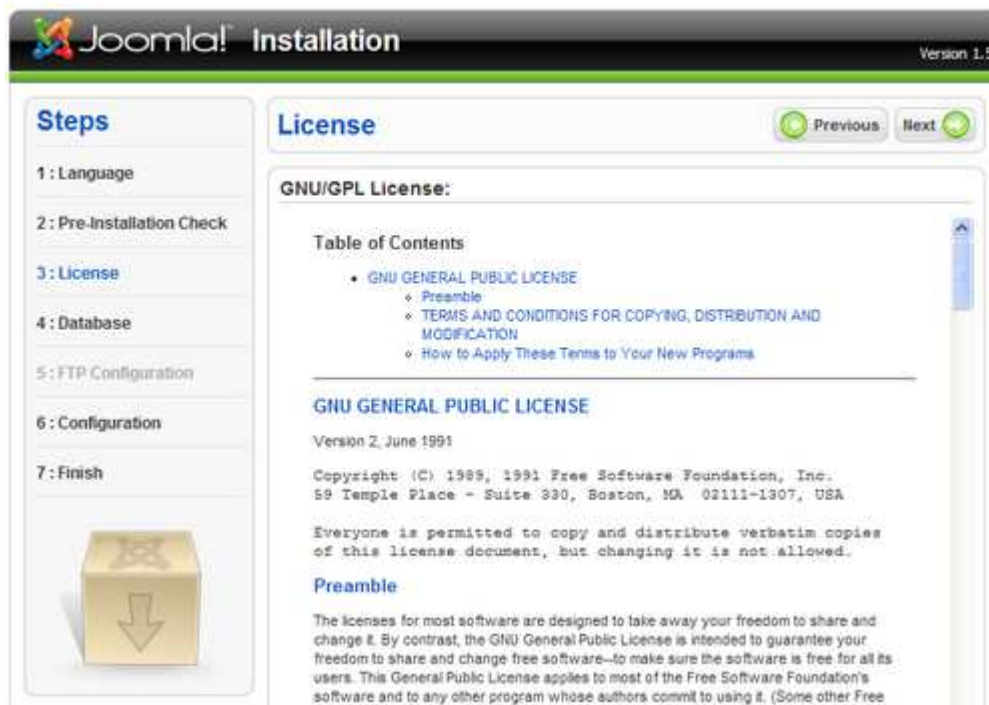 Joomla! Installation
Version 1.5
Steps
1 : Language
2 : Pre-Installation Check
3 : License
4 : Database
5 : FTP Configuration
6 : Configuration
7 : Finish
License
Previous
Next
GNU/GPL License:
Table of Contents
GNU GENERAL PUBLIC LICENSE
Preamble
TERMS AND CONDITIONS FOR COPYING, DISTRIBUTION AND
MODIFICATION
How to Apply These Terms to Your New Programs
GNU GENERAL PUBLIC LICENSE
Version 2, June 1991
Copyright (C) 1989, 1991 Free Software Foundation, Inc.
59 Temple Place - Suite 330, Boston, MA 02111-1307, USA
Everyone is permitted to copy and distribute verbatim copies
of this license document, but changing it is not allowed.
Preamble
The licenses for most software are designed to take away your freedom to share and
change it. By contrast, the GNU General Public License is intended to guarantee your
freedom to share and change free software--to make sure the software is free for all its
users. This General Public License applies to most of the Free Software Foundation's
software and to any other program whose authors commit to using it. (Some other Free